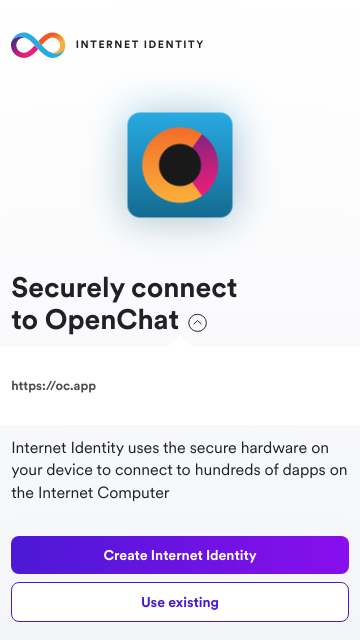 INTERNET IDENTITY
Securely connect
to OpenChat
https://oc.app
Internet Identity uses the secure hardware on
your device to connect to hundreds of dapps on
the Internet Computer
Create Internet Identity
Use existing